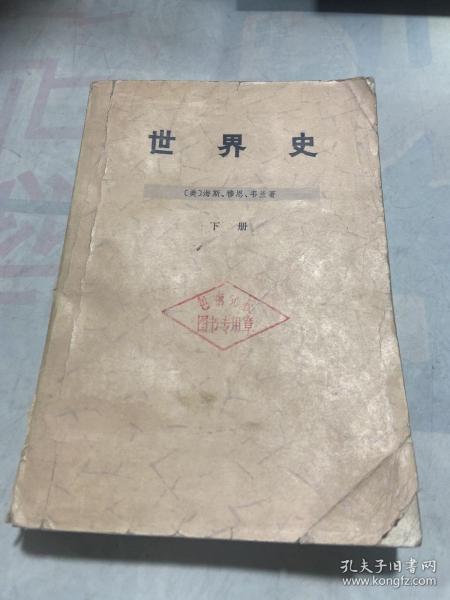 世界史
〔美〕海斯、穆恩、韦兰著
下册
图书专用章
孔夫子旧书网
www.kongfz.com